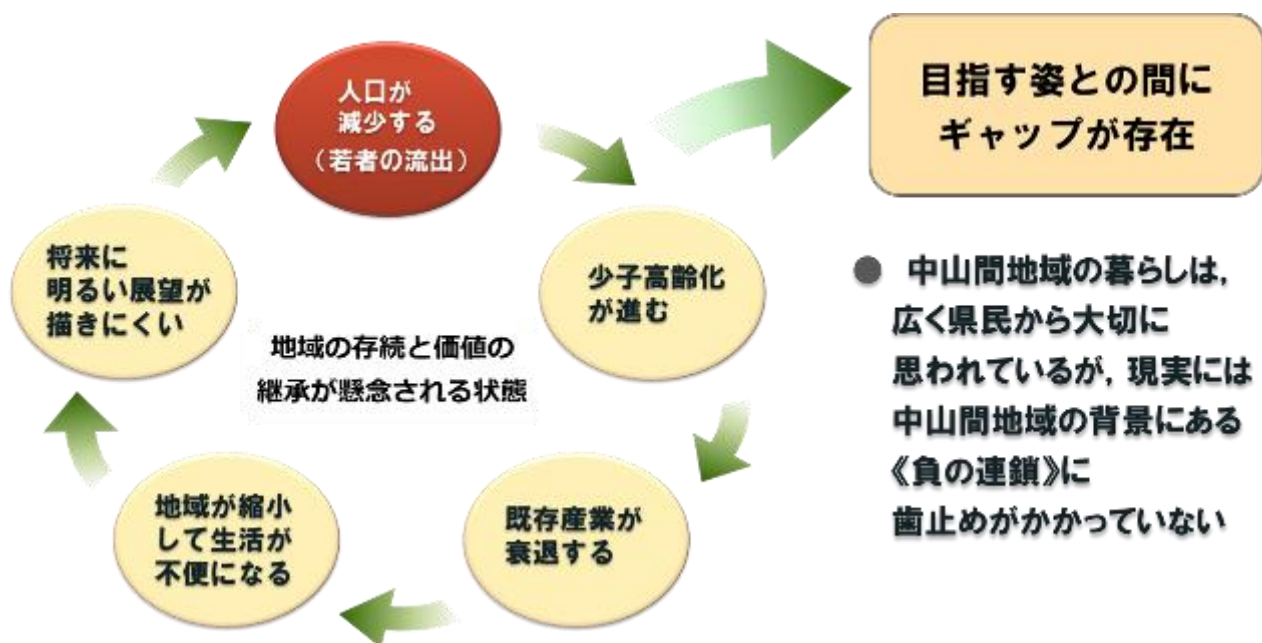 人口が
減少する
（若者の流出）
少子高齢化
が進む
既存産業が
衰退する
地域が縮小
して生活が
不便になる
将来に
明るい展望が
描きにくい
地域の存続と価値の
継承が懸念される状態
目指す姿との間に
ギャップが存在
● 中山間地域の暮らしは，
広く県民から大切に
思われているが，現実には
中山間地域の背景にある
《負の連鎖》に
歯止めがかかっていない